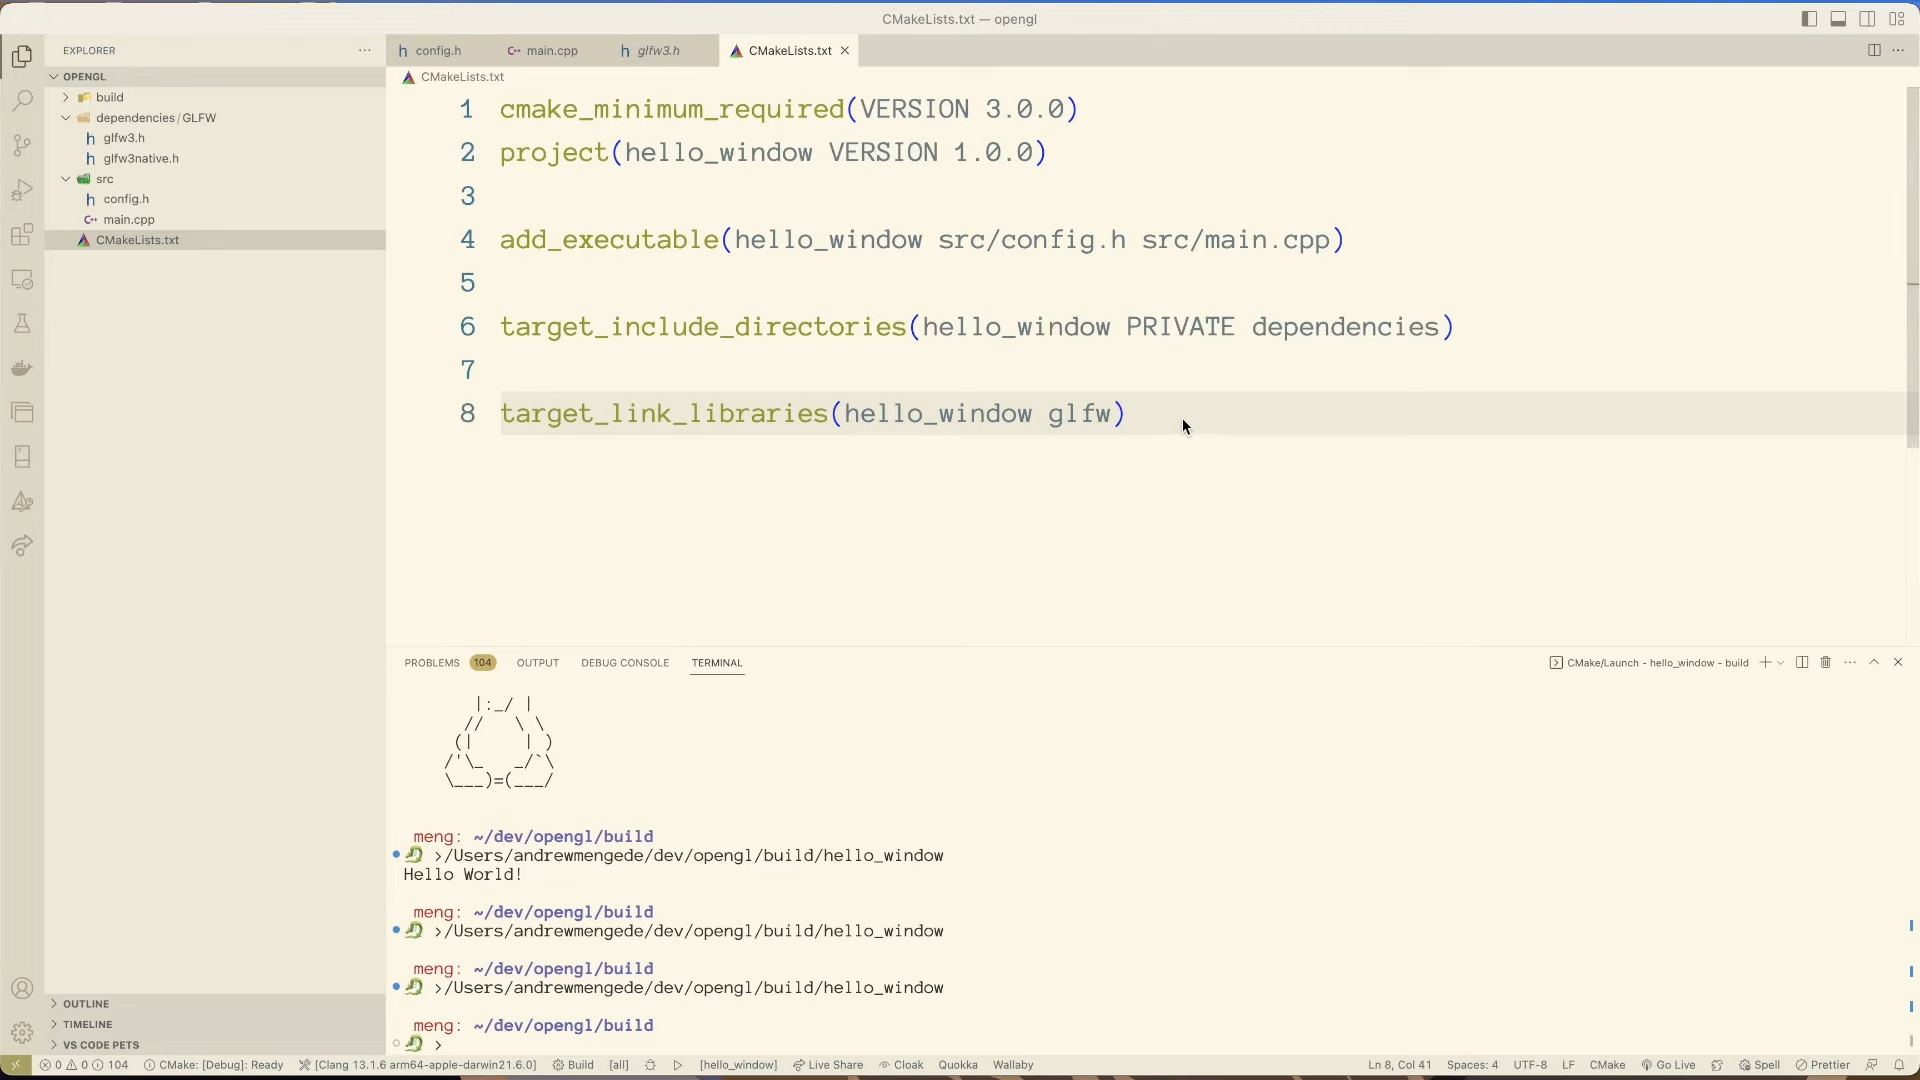 CMakeLists.txt — opengl
EXPLORER
config.h
main.cpp
glfw3.h
CMakeLists.txt
OPENGL
CMakeLists.txt
build
dependencies/GLFW
glfw3.h
glfw3native.h
src
config.h
main.cpp
CMakeLists.txt
1 cmake_minimum_required(VERSION 3.0.0)
2 project(hello_window VERSION 1.0.0)
3
4 add_executable(hello_window src/config.h src/main.cpp)
5
6 target_include_directories(hello_window PRIVATE dependencies)
7
8 target_link_libraries(hello_window glfw)
PROBLEMS 104 OUTPUT DEBUG CONSOLE TERMINAL
CMake/Launch - hello_window - build
|:_/ |
//   \ \
(|     | )
/'\_   _/`\
\___)=(___/
meng: ~/dev/opengl/build
>/Users/andrewmengede/dev/opengl/build/hello_window
Hello World!
meng: ~/dev/opengl/build
>/Users/andrewmengede/dev/opengl/build/hello_window
meng: ~/dev/opengl/build
>/Users/andrewmengede/dev/opengl/build/hello_window
meng: ~/dev/opengl/build
>
OUTLINE
TIMELINE
VS CODE PETS
0 0 104 CMake: [Debug]: Ready [Clang 13.1.6 arm64-apple-darwin21.6.0] Build [all] [hello_window] Live Share Cloak Quokka Wallaby Ln 8, Col 41 Spaces: 4 UTF-8 LF CMake Go Live Spell Prettier